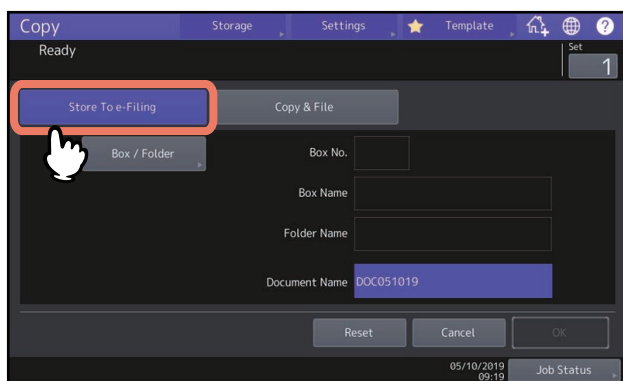 Copy Storage Settings Template ?
Ready Set
1
Store To e-Filing Copy & File
Box / Folder Box No.
Box Name
Folder Name
Document Name DOC051019
Reset Cancel OK
05/10/2019
09:19 Job Status